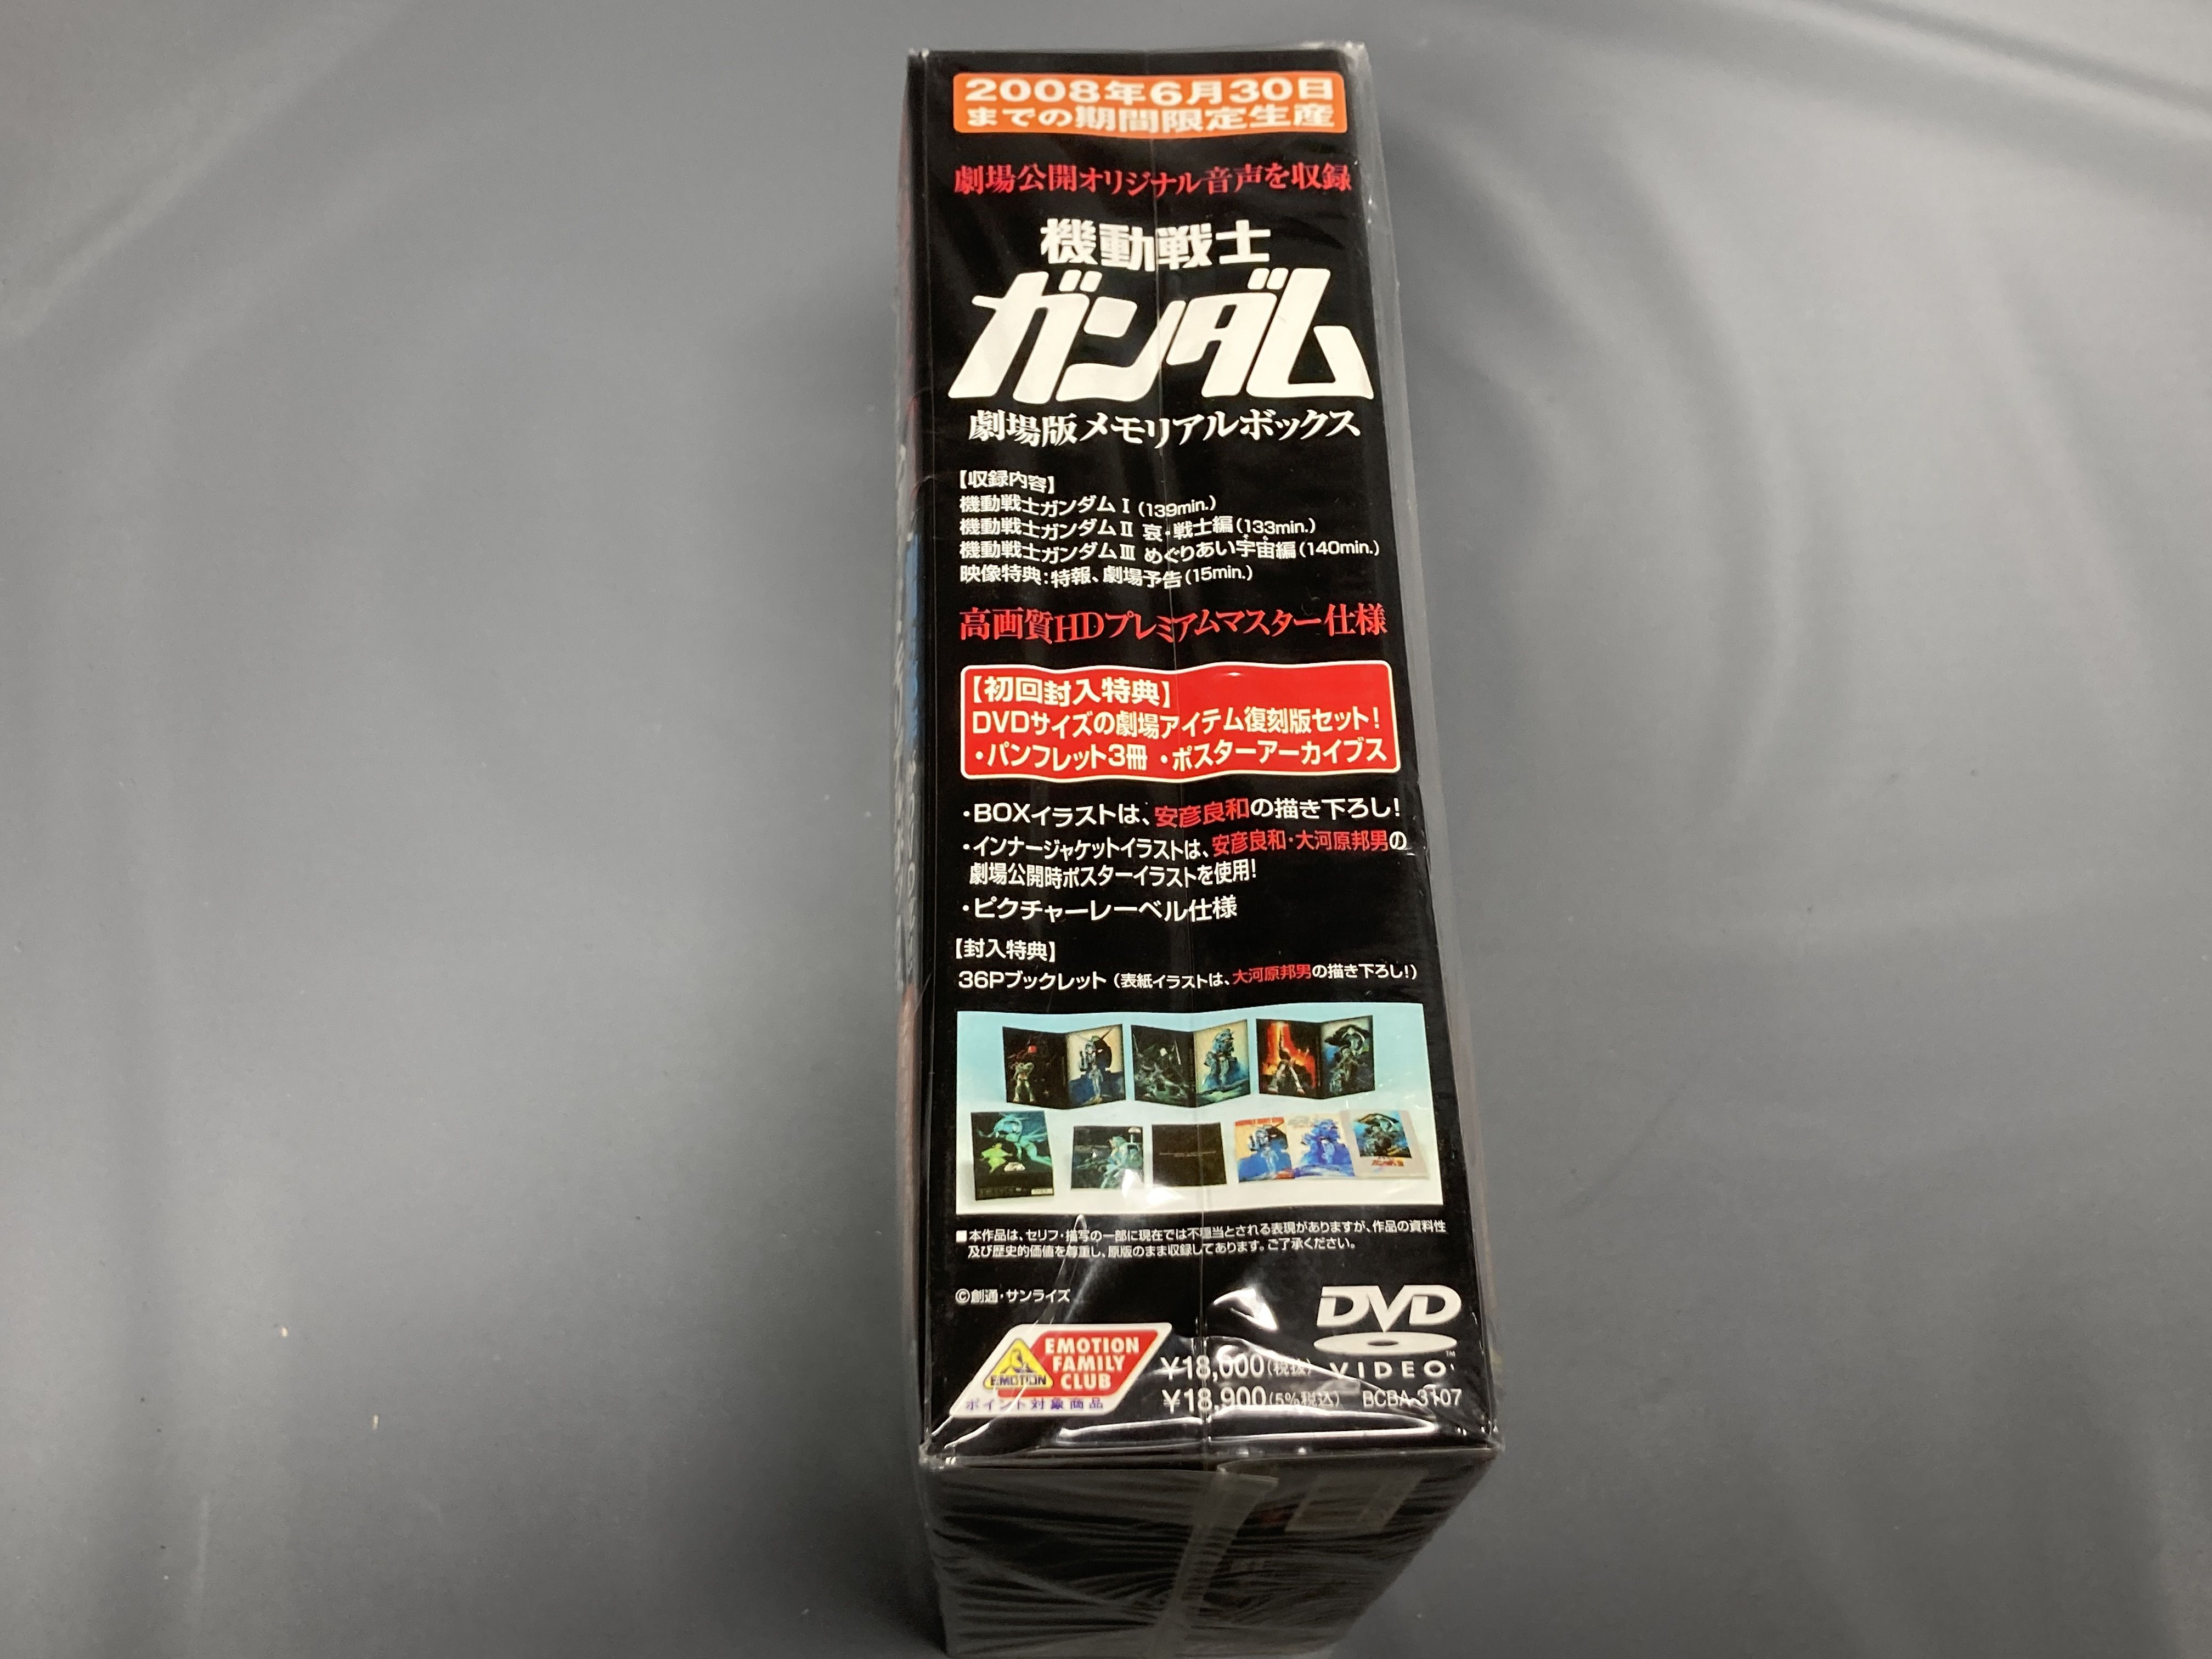 2008年6月30日
までの期間限定生産
劇場公開オリジナル音声を収録
機動戦士
ガンダム
劇場版メモリアルボックス
【収録内容】
機動戦士ガンダムⅠ(139min.)
機動戦士ガンダムⅡ 哀・戦士編(133min.)
機動戦士ガンダムⅢ めぐりあい宇宙編(140min.)
映像特典:特報、劇場予告(15min.)
高画質HDプレミアムマスター仕様
【初回封入特典】
DVDサイズの劇場アイテム復刻版セット!
・パンフレット3冊 ・ポスターアーカイブス
・BOXイラストは、安彦良和の描き下ろし!
・インナージャケットイラストは、安彦良和・大河原邦男の
劇場公開時ポスターイラストを使用!
・ピクチャーレーベル仕様
【封入特典】
36Pブックレット(表紙イラストは、大河原邦男の描き下ろし!)
■本作品は、セリフ・描写の一部に現在では不穏当とされる表現がありますが、作品の資料性
及び歴史的価値を尊重し、原版のまま収録してあります。ご了承ください。
©創通・サンライズ
DVD
VIDEO
TM
EMOTION
FAMILY
CLUB
EMOTION
ポイント対象商品
¥18,000(税抜)
¥18,900(5%税込) BCBA-3107